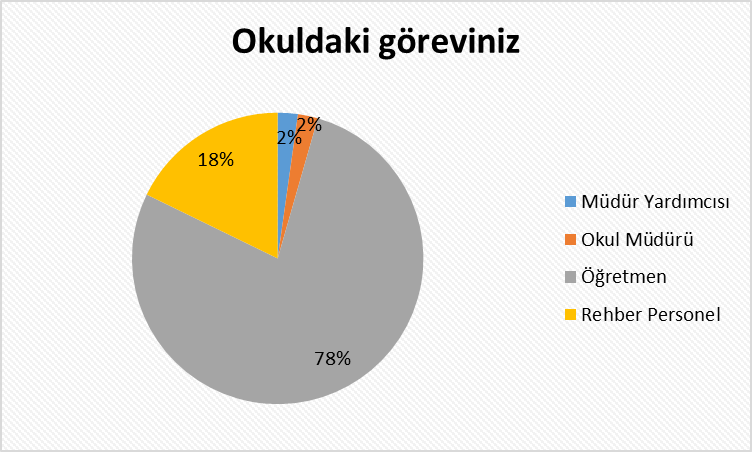 Okuldaki göreviniz
2%
2%
18%
78%
Müdür Yardımcısı
Okul Müdürü
Öğretmen
Rehber Personel